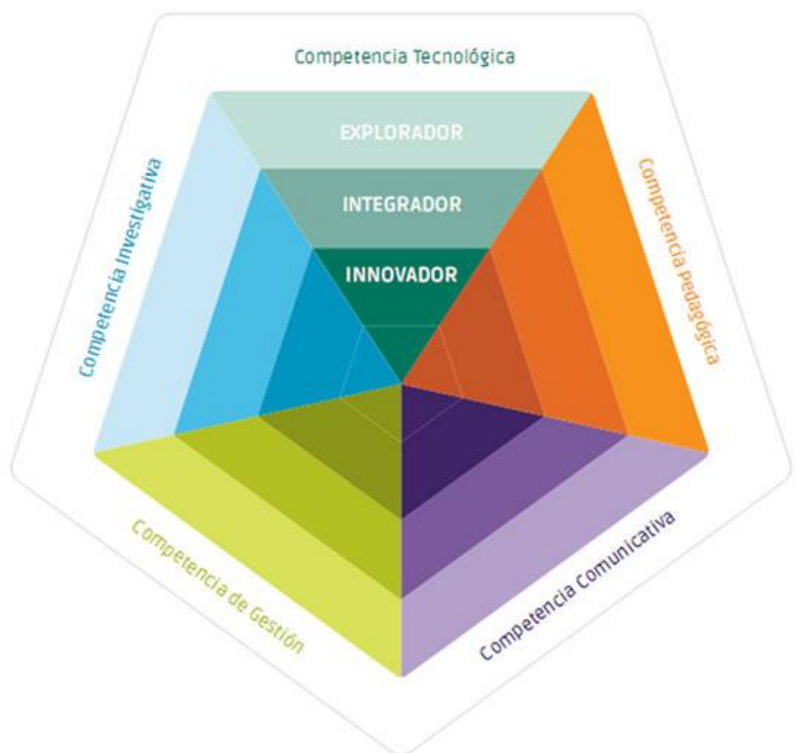 Competencia Tecnológica
EXPLORADOR
INTEGRADOR
INNOVADOR
Competencia Investigativa
Competencia Pedagógica
Competencia de Gestión
Competencia Comunicativa